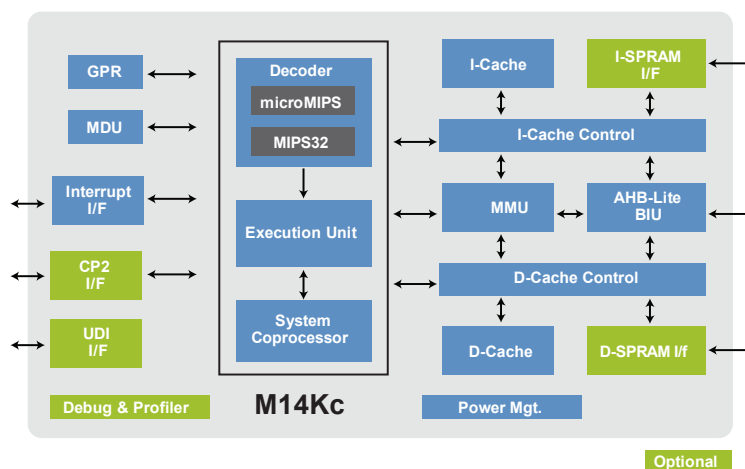 GPR
MDU
Interrupt
I/F
CP2
I/F
UDI
I/F
Debug & Profiler
Decoder
microMIPS
MIPS32
Execution Unit
System
Coprocessor
M14Kc
I-Cache
I-SPRAM
I/F
I-Cache Control
MMU
AHB-Lite
BIU
D-Cache Control
D-Cache
D-SPRAM I/f
Power Mgt.
Optional